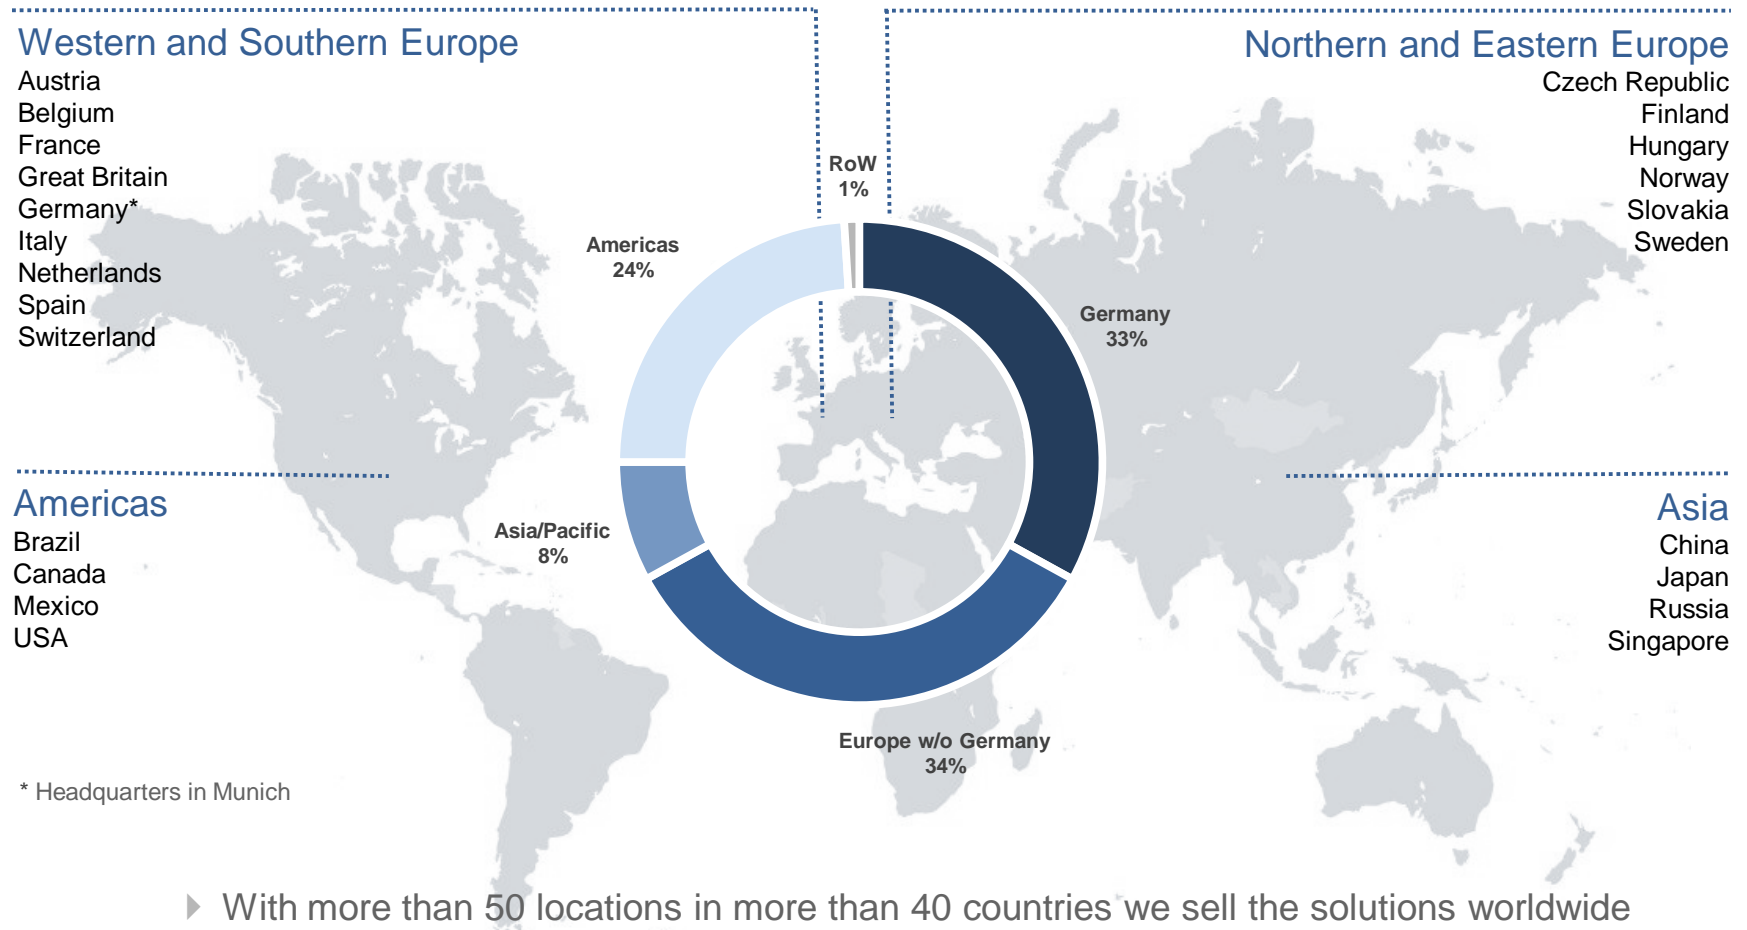 Western and Southern Europe
Austria
Belgium
France
Great Britain
Germany*
Italy
Netherlands
Spain
Switzerland
Northern and Eastern Europe
Czech Republic
Finland
Hungary
Norway
Slovakia
Sweden
RoW
1%
Americas
24%
Germany
33%
Asia/Pacific
8%
Europe w/o Germany
34%
Americas
Brazil
Canada
Mexico
USA
Asia
China
Japan
Russia
Singapore
* Headquarters in Munich
With more than 50 locations in more than 40 countries we sell the solutions worldwide